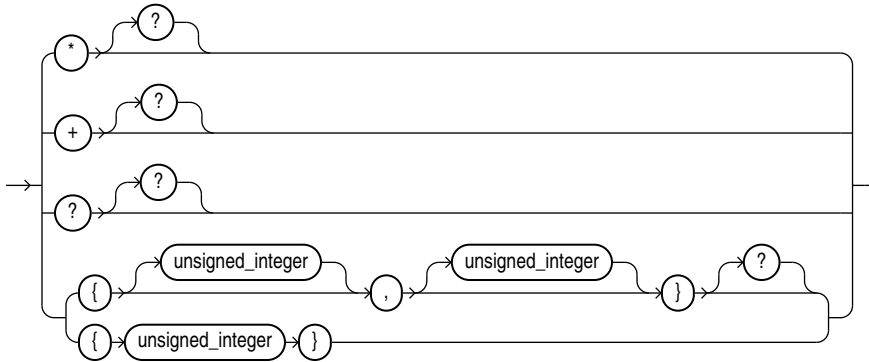 ?
*
?
+
?
?
unsigned_integer unsigned_integer ?
{ , }
{ unsigned_integer }